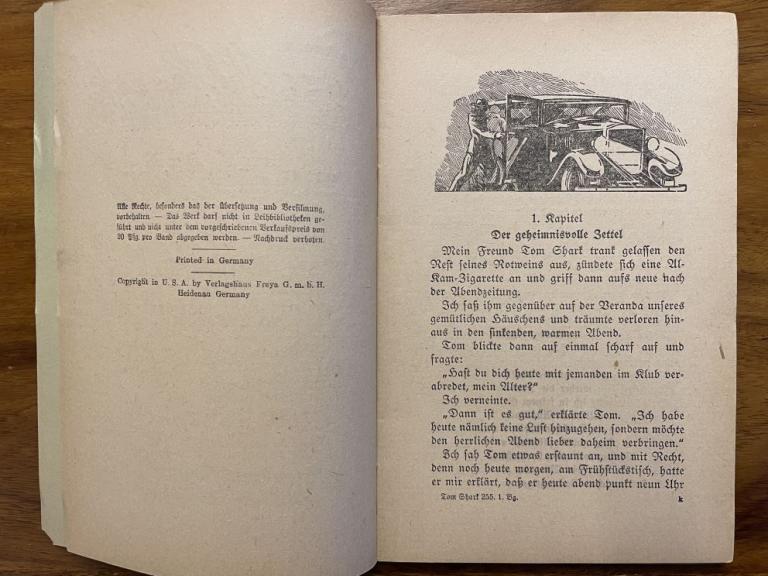 Alle Rechte, besonders das der Übersetzung und Verfilmung,
vorbehalten — Das Werk darf nicht in Leihbibliotheken ge-
führt und nicht unter dem vorgeschriebenen Verkaufspreis von
20 Pfg. pro Band abgegeben werden. — Nachdruck verboten.
Printed in Germany
Copyright in U. S. A. by Verlagshaus Freya G. m. b. H.
Heidenau Germany
1. Kapitel
Der geheimnisvolle Zettel
Mein Freund Tom Shark trank gelassen den
Rest seines Rotweins aus, zündete sich eine Al-
Kam-Zigarette an und griff dann aufs neue nach
der Abendzeitung.
Ich saß ihm gegenüber auf der Veranda unseres
gemütlichen Häuschens und träumte verloren hin-
aus in den sinkenden, warmen Abend.
Tom blickte dann auf einmal scharf auf und
fragte:
„Hast du dich heute mit jemanden im Klub ver-
abredet, mein Alter?“
Ich verneinte.
„Dann ist es gut,“ erklärte Tom. „Ich habe
heute nämlich keine Lust hinzugehen, sondern möchte
den herrlichen Abend lieber daheim verbringen.“
Ich sah Tom etwas erstaunt an, und mit Recht,
denn noch heute morgen, am Frühstückstisch, hatte
er mir erklärt, daß er heute abend punkt neun Uhr
Tom Shark 255. 1. Bg. k